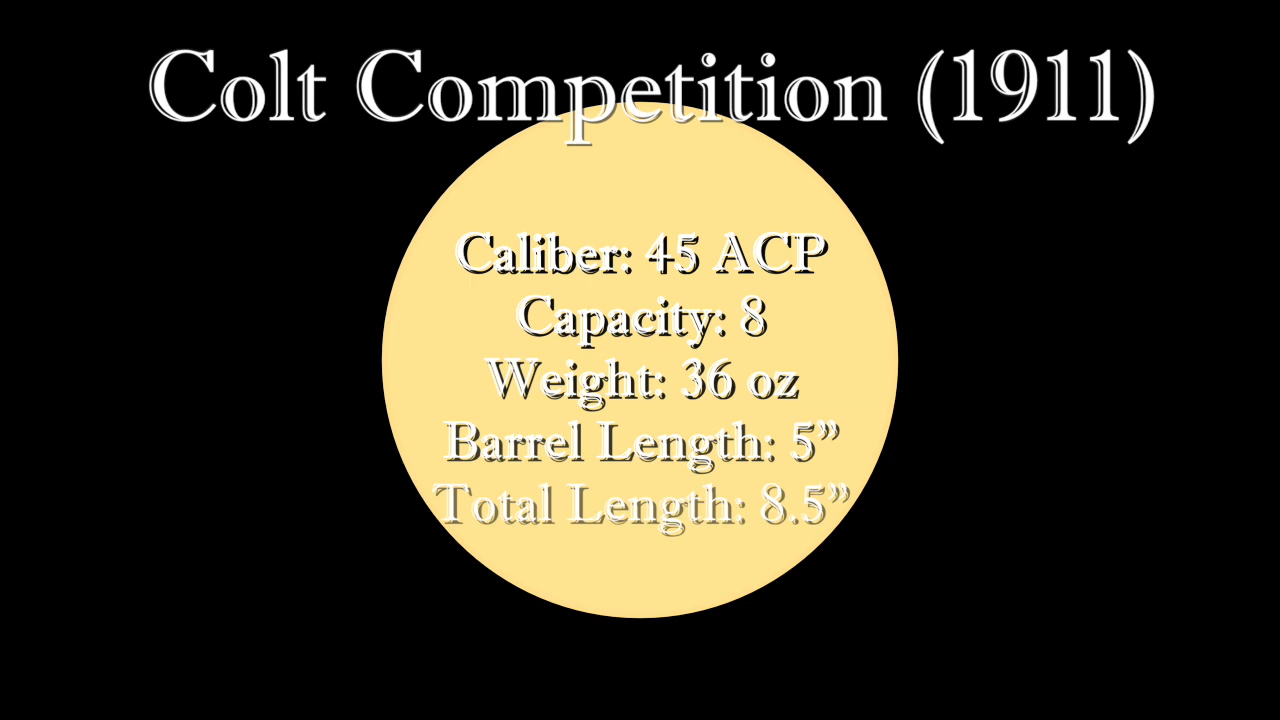 Colt Competition (1911)
Caliber: 45 ACP
Capacity: 8
Weight: 36 oz
Barrel Length: 5”
Total Length: 8.5”